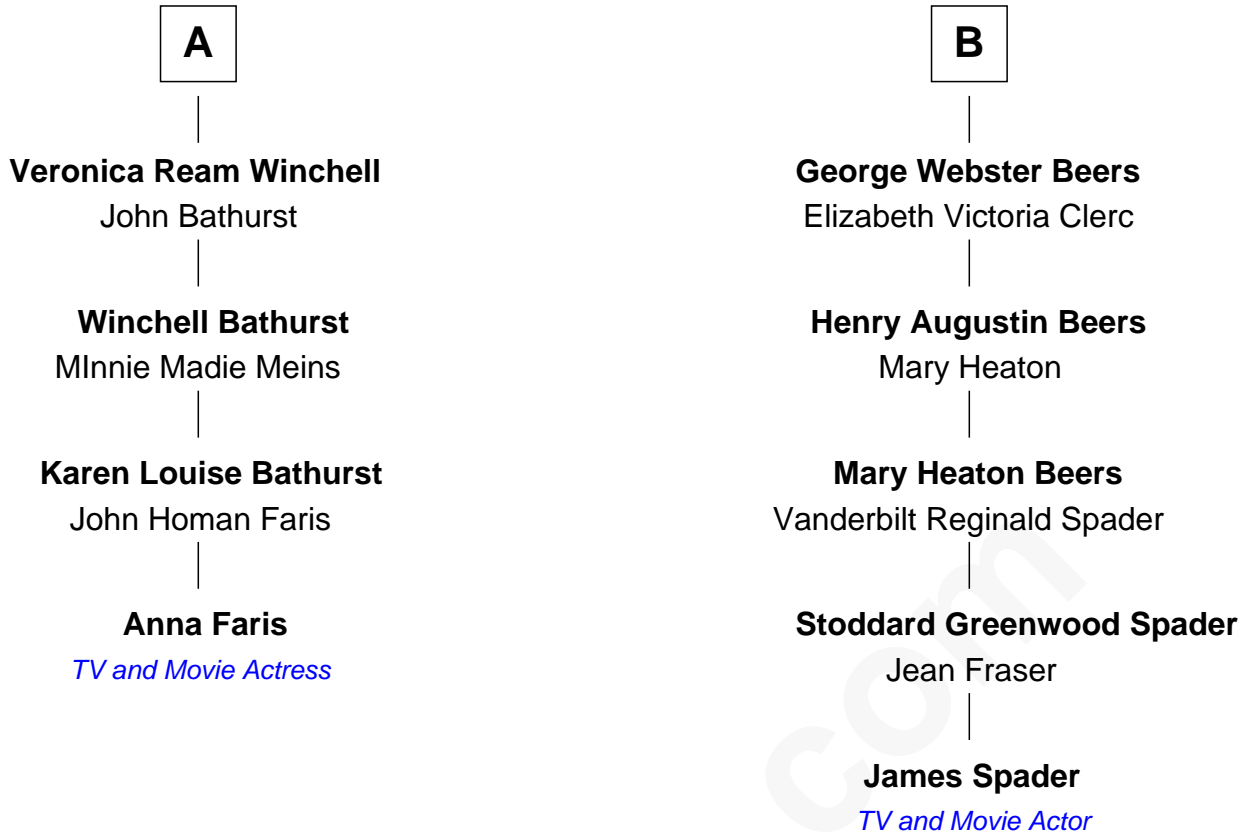 A
Veronica Ream Winchell
John Bathurst
Winchell Bathurst
MInnie Madie Meins
Karen Louise Bathurst
John Homan Faris
Anna Faris
TV and Movie Actress
B
George Webster Beers
Elizabeth Victoria Clerc
Henry Augustin Beers
Mary Heaton
Mary Heaton Beers
Vanderbilt Reginald Spader
Stoddard Greenwood Spader
Jean Fraser
James Spader
TV and Movie Actor
com